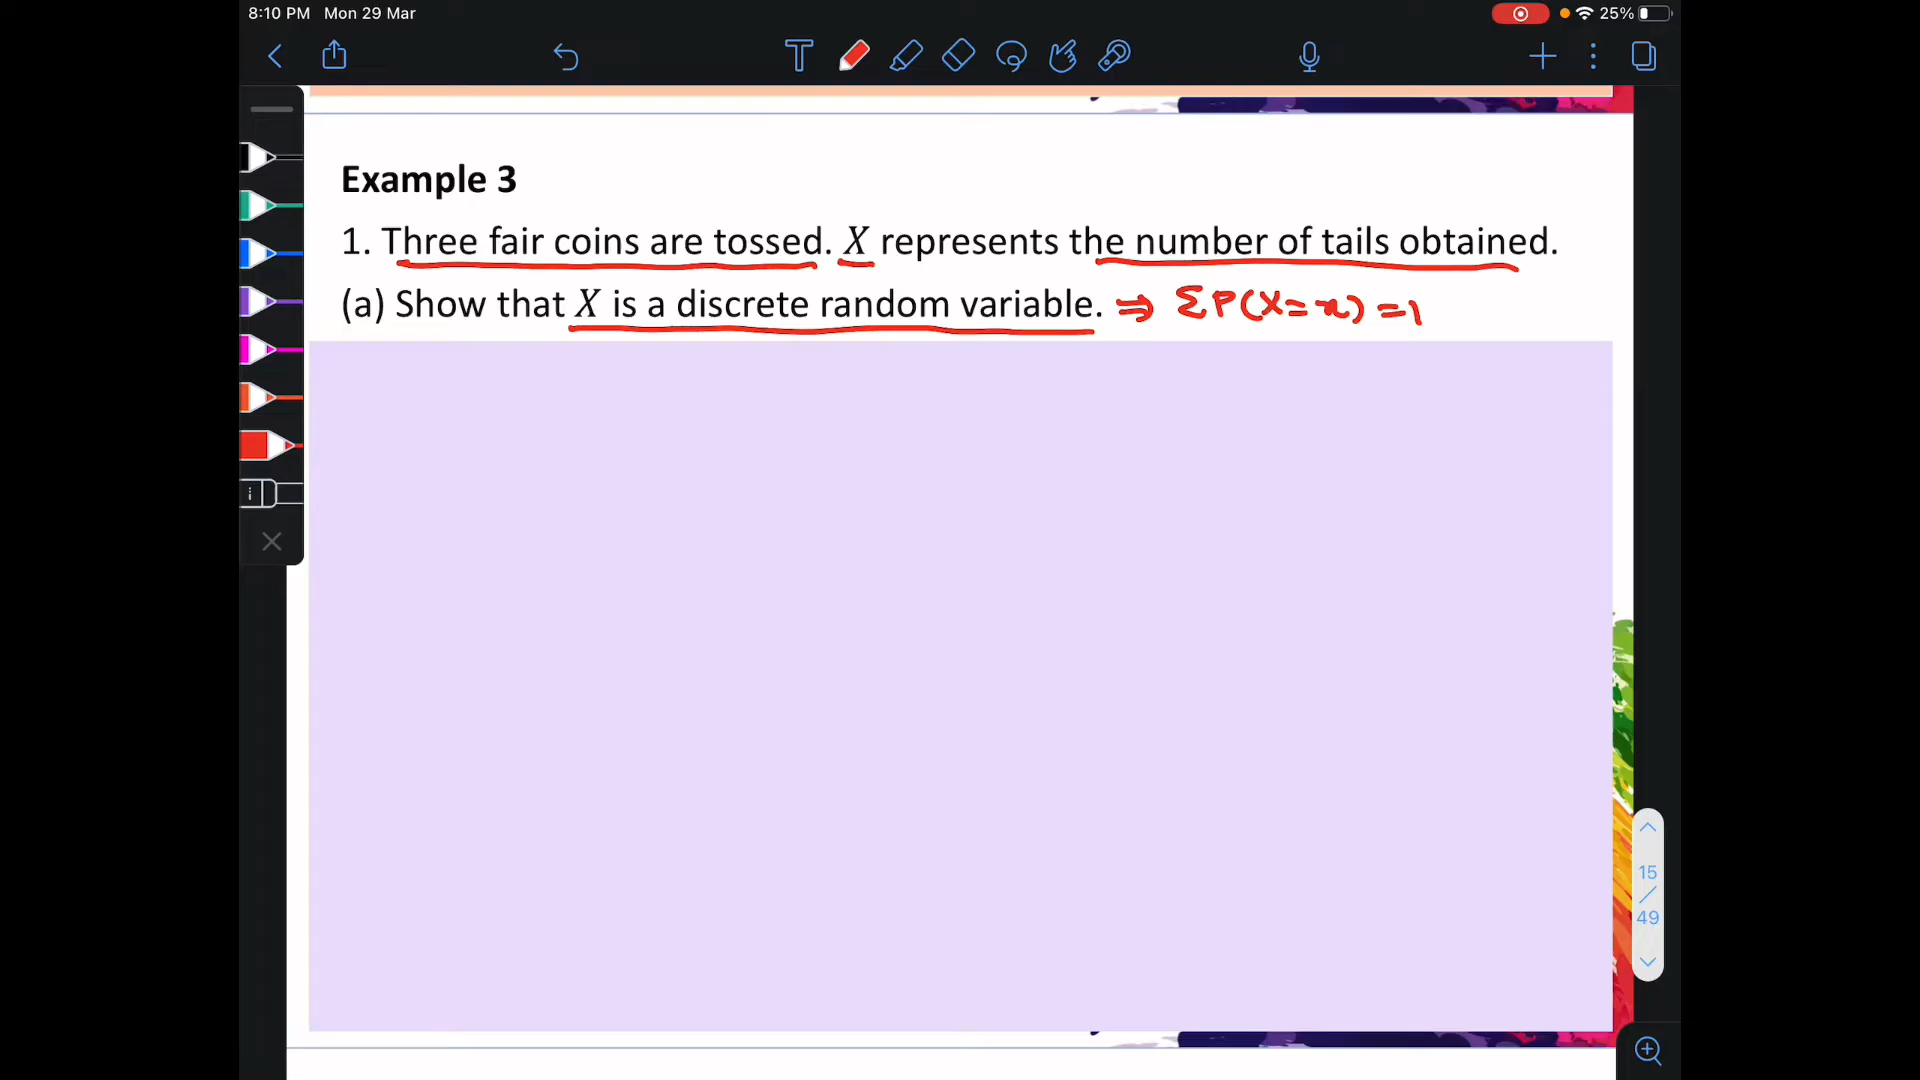 8:10 PM Mon 29 Mar
25%
T
Example 3
1. Three fair coins are tossed. X represents the number of tails obtained.
(a) Show that X is a discrete random variable. ⇒ ΣP(X=x) =1
15
/
49